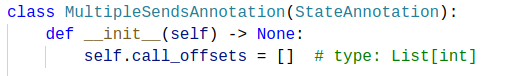 class MultipleSendsAnnotation(StateAnnotation):
    def __init__(self) -> None:
        self.call_offsets = []  # type: List[int]